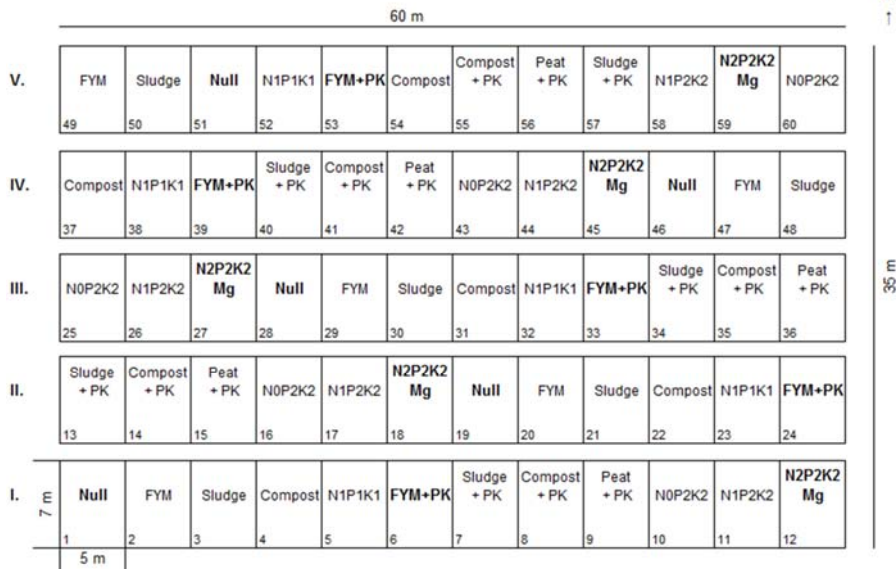 60 m
↑
V.
FYM Sludge Null N1P1K1 FYM+PK Compost Compost + PK Peat + PK Sludge + PK N1P2K2 N2P2K2 Mg N0P2K2
49 50 51 52 53 54 55 56 57 58 59 60
IV.
Compost N1P1K1 FYM+PK Sludge + PK Compost + PK Peat + PK N0P2K2 N1P2K2 N2P2K2 Mg Null FYM Sludge
37 38 39 40 41 42 43 44 45 46 47 48
35 m
III.
N0P2K2 N1P2K2 N2P2K2 Mg Null FYM Sludge Compost N1P1K1 FYM+PK Sludge + PK Compost + PK Peat + PK
25 26 27 28 29 30 31 32 33 34 35 36
II.
Sludge + PK Compost + PK Peat + PK N0P2K2 N1P2K2 N2P2K2 Mg Null FYM Sludge Compost N1P1K1 FYM+PK
13 14 15 16 17 18 19 20 21 22 23 24
I.
7 m
Null FYM Sludge Compost N1P1K1 FYM+PK Sludge + PK Compost + PK Peat + PK N0P2K2 N1P2K2 N2P2K2 Mg
1 2 3 4 5 6 7 8 9 10 11 12
5 m